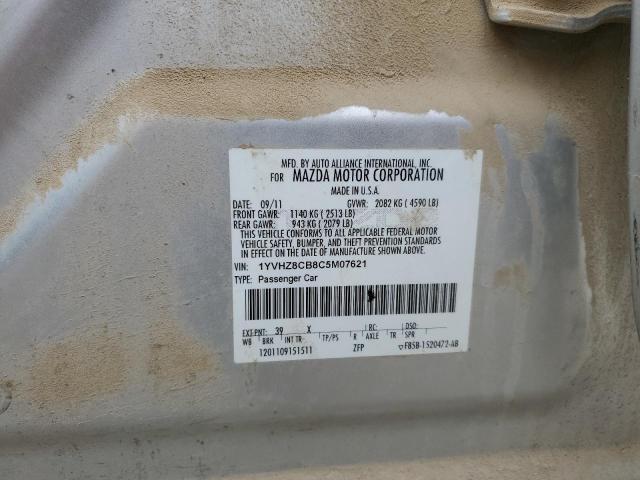 MFD. BY AUTO ALLIANCE INTERNATIONAL, INC.
FOR MAZDA MOTOR CORPORATION
MADE IN U.S.A.
DATE: 09/11 GVWR: 2082 KG ( 4590 LB)
FRONT GAWR: 1140 KG ( 2513 LB)
REAR GAWR: 943 KG ( 2079 LB)
THIS VEHICLE CONFORMS TO ALL APPLICABLE FEDERAL MOTOR
VEHICLE SAFETY, BUMPER, AND THEFT PREVENTION STANDARDS
IN EFFECT ON THE DATE OF MANUFACTURE SHOWN ABOVE.
VIN: 1YVHZ8CB8C5M07621
TYPE: Passenger Car
EXT PNT: 39 X RC: DSO:
WB BRK INT TR TP/PS R AXLE TR SPR
1201109151511 ZFP F85B-1520472-AB